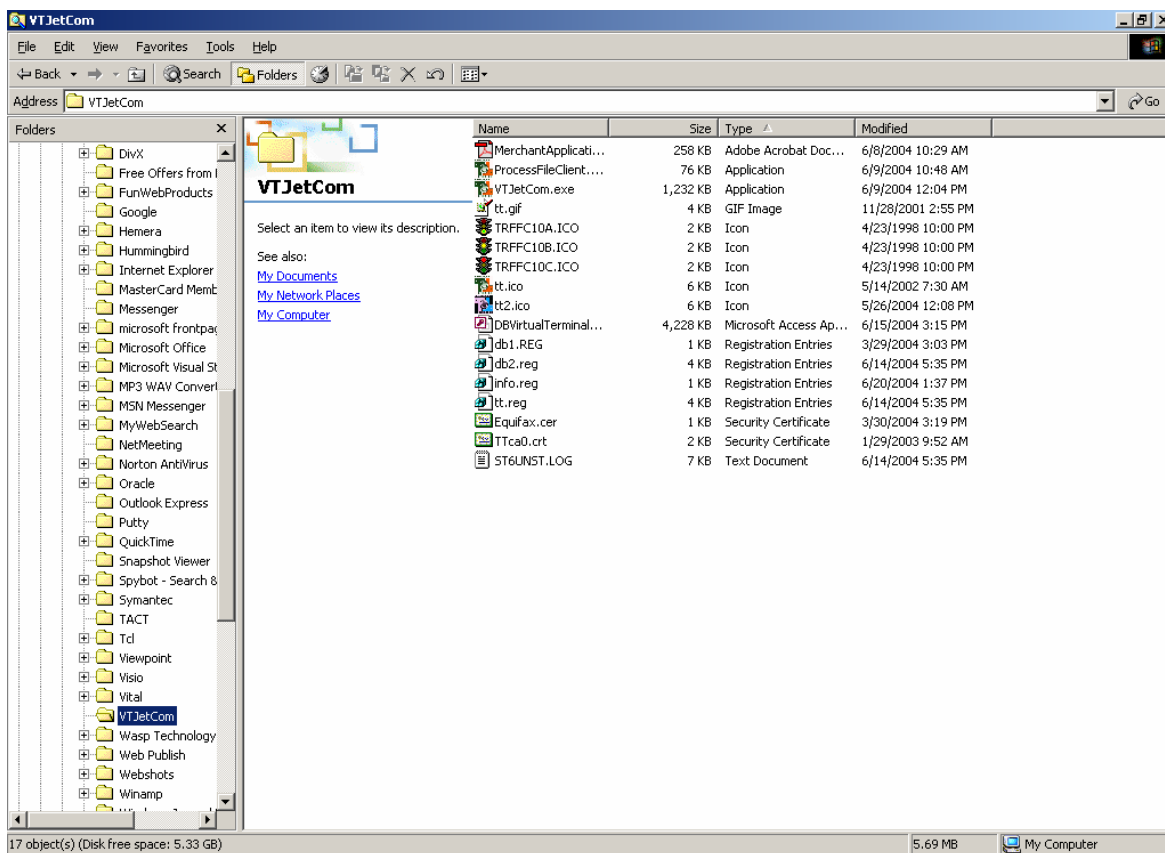 VTJetCom
File Edit View Favorites Tools Help
Back Search Folders
Address VTJetCom Go
Folders
DivX
Free Offers from
FunWebProducts
Google
Hemera
Hummingbird
Internet Explorer
MasterCard Memb
Messenger
microsoft frontpag
Microsoft Office
Microsoft Visual St
MP3 WAV Convert
MSN Messenger
MyWebSearch
NetMeeting
Norton AntiVirus
Oracle
Outlook Express
Putty
QuickTime
Snapshot Viewer
Spybot - Search &
Symantec
TACT
Tcl
Viewpoint
Visio
Vital
VTJetCom
Wasp Technology
Web Publish
Webshots
Winamp
VTJetCom
Select an item to view its description.
See also:
My Documents
My Network Places
My Computer
Name Size Type Modified
MerchantApplicati... 258 KB Adobe Acrobat Doc... 6/8/2004 10:29 AM
ProcessFileClient.... 76 KB Application 6/9/2004 10:48 AM
VTJetCom.exe 1,232 KB Application 6/9/2004 12:04 PM
tt.gif 4 KB GIF Image 11/28/2001 2:55 PM
TRFFC10A.ICO 2 KB Icon 4/23/1998 10:00 PM
TRFFC10B.ICO 2 KB Icon 4/23/1998 10:00 PM
TRFFC10C.ICO 2 KB Icon 4/23/1998 10:00 PM
tt.ico 6 KB Icon 5/14/2002 7:30 AM
tt2.ico 6 KB Icon 5/26/2004 12:08 PM
DBVirtualTerminal... 4,228 KB Microsoft Access Ap... 6/15/2004 3:15 PM
db1.REG 1 KB Registration Entries 3/29/2004 3:03 PM
db2.reg 4 KB Registration Entries 6/14/2004 5:35 PM
info.reg 1 KB Registration Entries 6/20/2004 1:37 PM
tt.reg 4 KB Registration Entries 6/14/2004 5:35 PM
Equifax.cer 1 KB Security Certificate 3/30/2004 3:19 PM
TTca0.crt 2 KB Security Certificate 1/29/2003 9:52 AM
ST6UNST.LOG 7 KB Text Document 6/14/2004 5:35 PM
17 object(s) (Disk free space: 5.33 GB) 5.69 MB My Computer